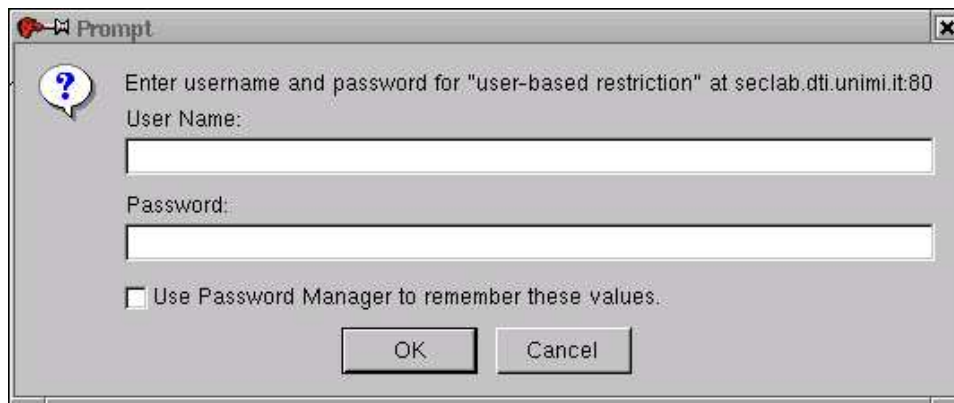 Prompt
Enter username and password for "user-based restriction" at seclab.dti.unimi.it:80
User Name:
Password:
Use Password Manager to remember these values.
OK
Cancel